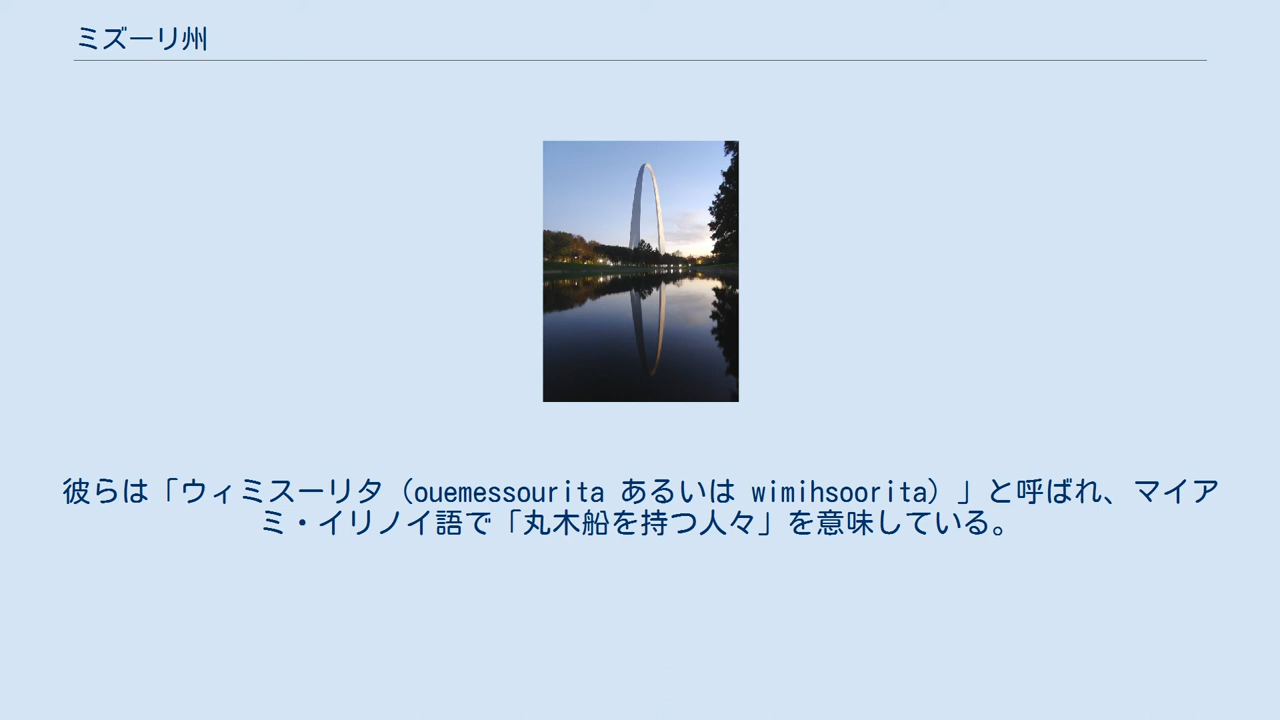 ミズーリ州
彼らは「ウィミスーリタ（ouemessourita あるいは wimihsoorita）」と呼ばれ、マイア
ミ・イリノイ語で「丸木船を持つ人々」を意味している。